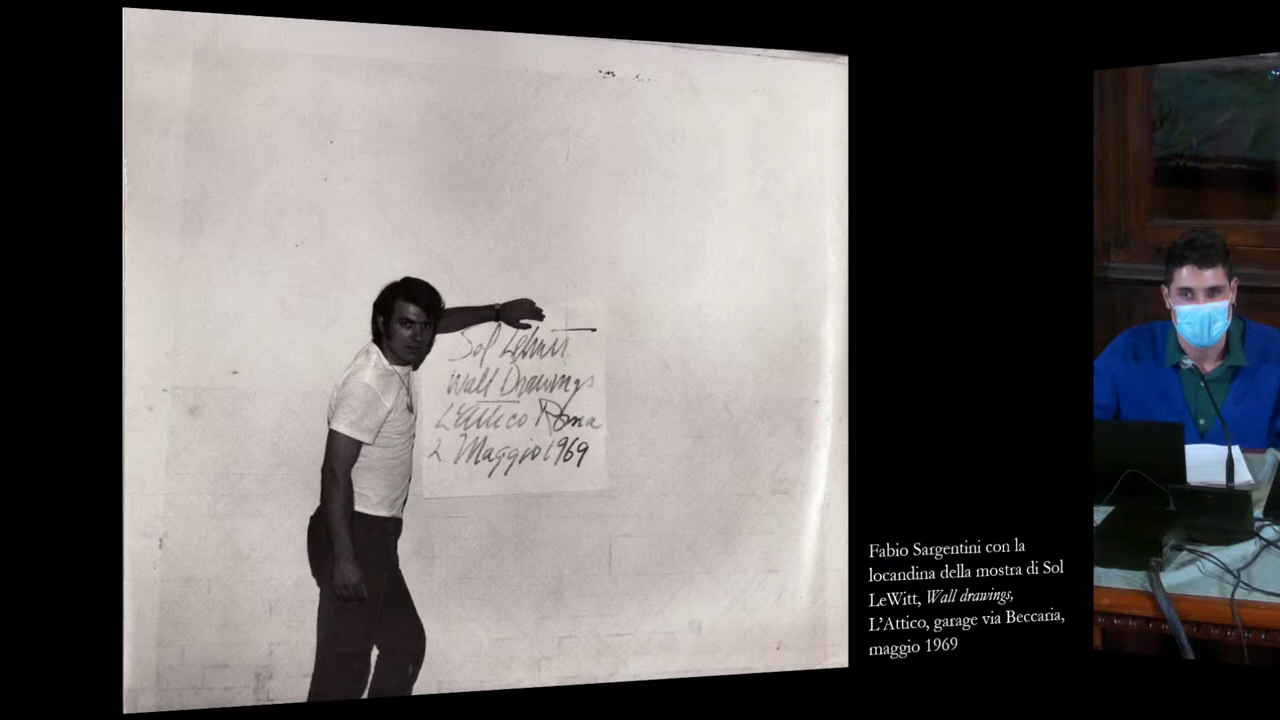 Sol LeWitt
Wall Drawings
L'Attico Roma
2 Maggio 1969
Fabio Sargentini con la
locandina della mostra di Sol
LeWitt, Wall drawings,
L'Attico, garage via Beccaria,
maggio 1969